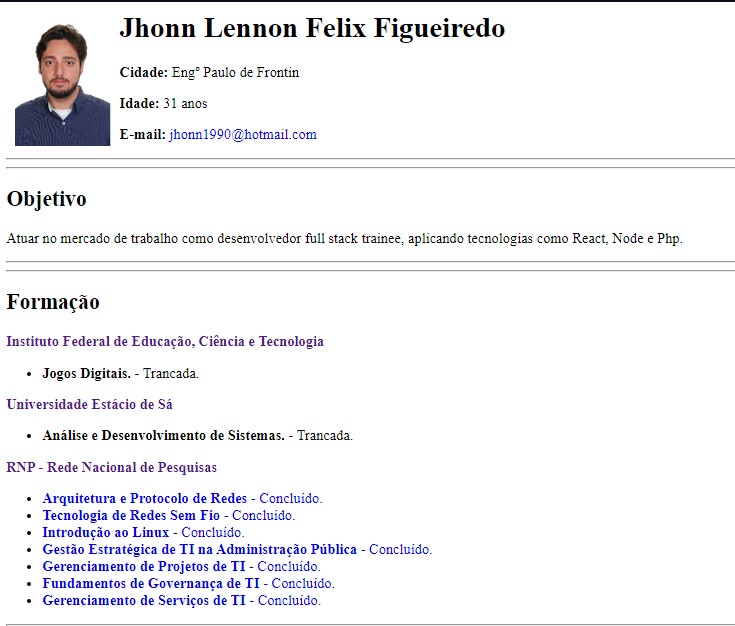 Jhonn Lennon Felix Figueiredo
Cidade: Engº Paulo de Frontin
Idade: 31 anos
E-mail: jhonn1990@hotmail.com
Objetivo
Atuar no mercado de trabalho como desenvolvedor full stack trainee, aplicando tecnologias como React, Node e Php.
Formação
Instituto Federal de Educação, Ciência e Tecnologia
• Jogos Digitais. - Trancada.
Universidade Estácio de Sá
• Análise e Desenvolvimento de Sistemas. - Trancada.
RNP - Rede Nacional de Pesquisas
• Arquitetura e Protocolo de Redes - Concluído.
• Tecnologia de Redes Sem Fio - Concluído.
• Introdução ao Linux - Concluído.
• Gestão Estratégica de TI na Administração Pública - Concluído.
• Gerenciamento de Projetos de TI - Concluído.
• Fundamentos de Governança de TI - Concluído.
• Gerenciamento de Serviços de TI - Concluído.